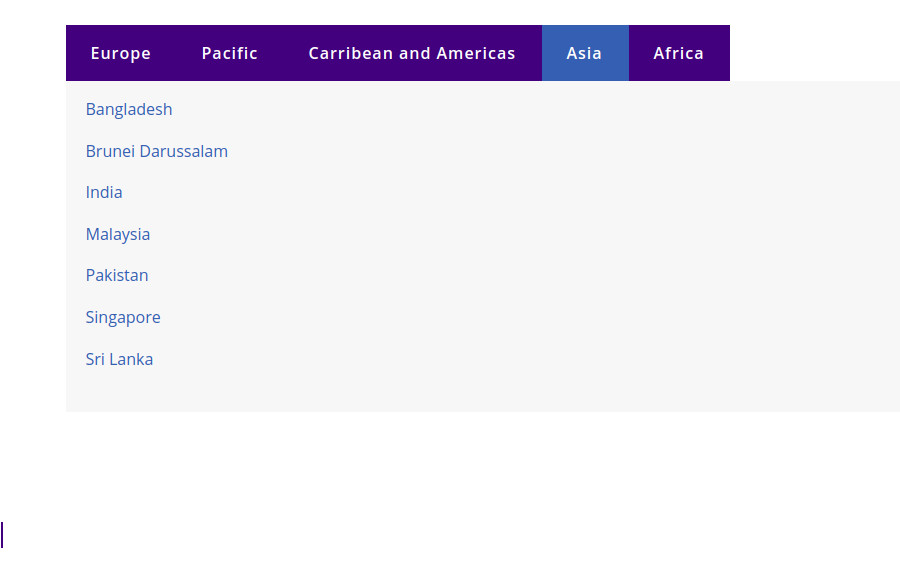 Europe Pacific Carribean and Americas Asia Africa
Bangladesh
Brunei Darussalam
India
Malaysia
Pakistan
Singapore
Sri Lanka